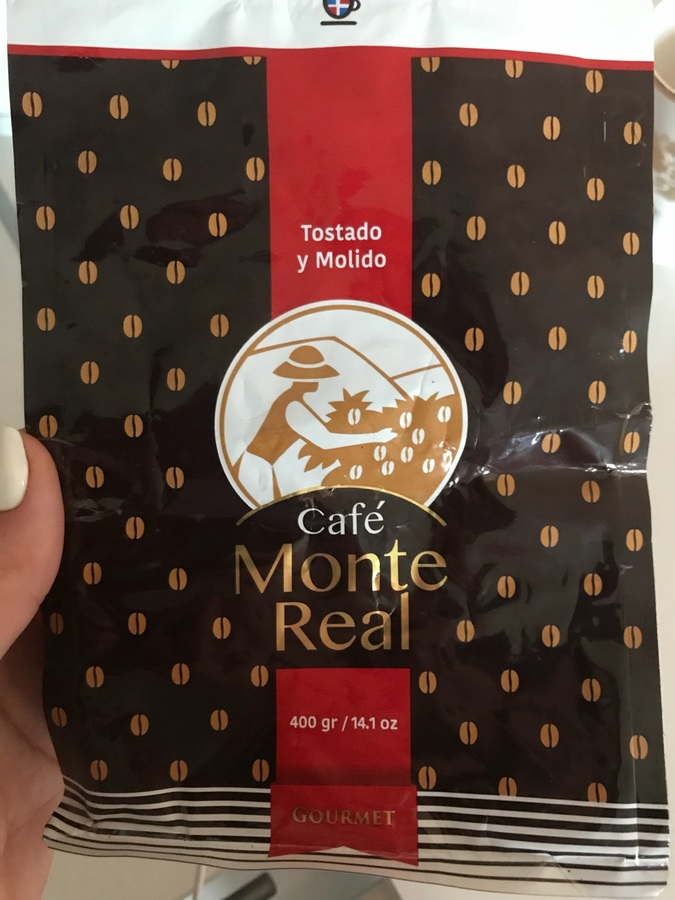 Tostado
y Molido
Café
Monte
Real
400 gr / 14.1 oz
GOURMET